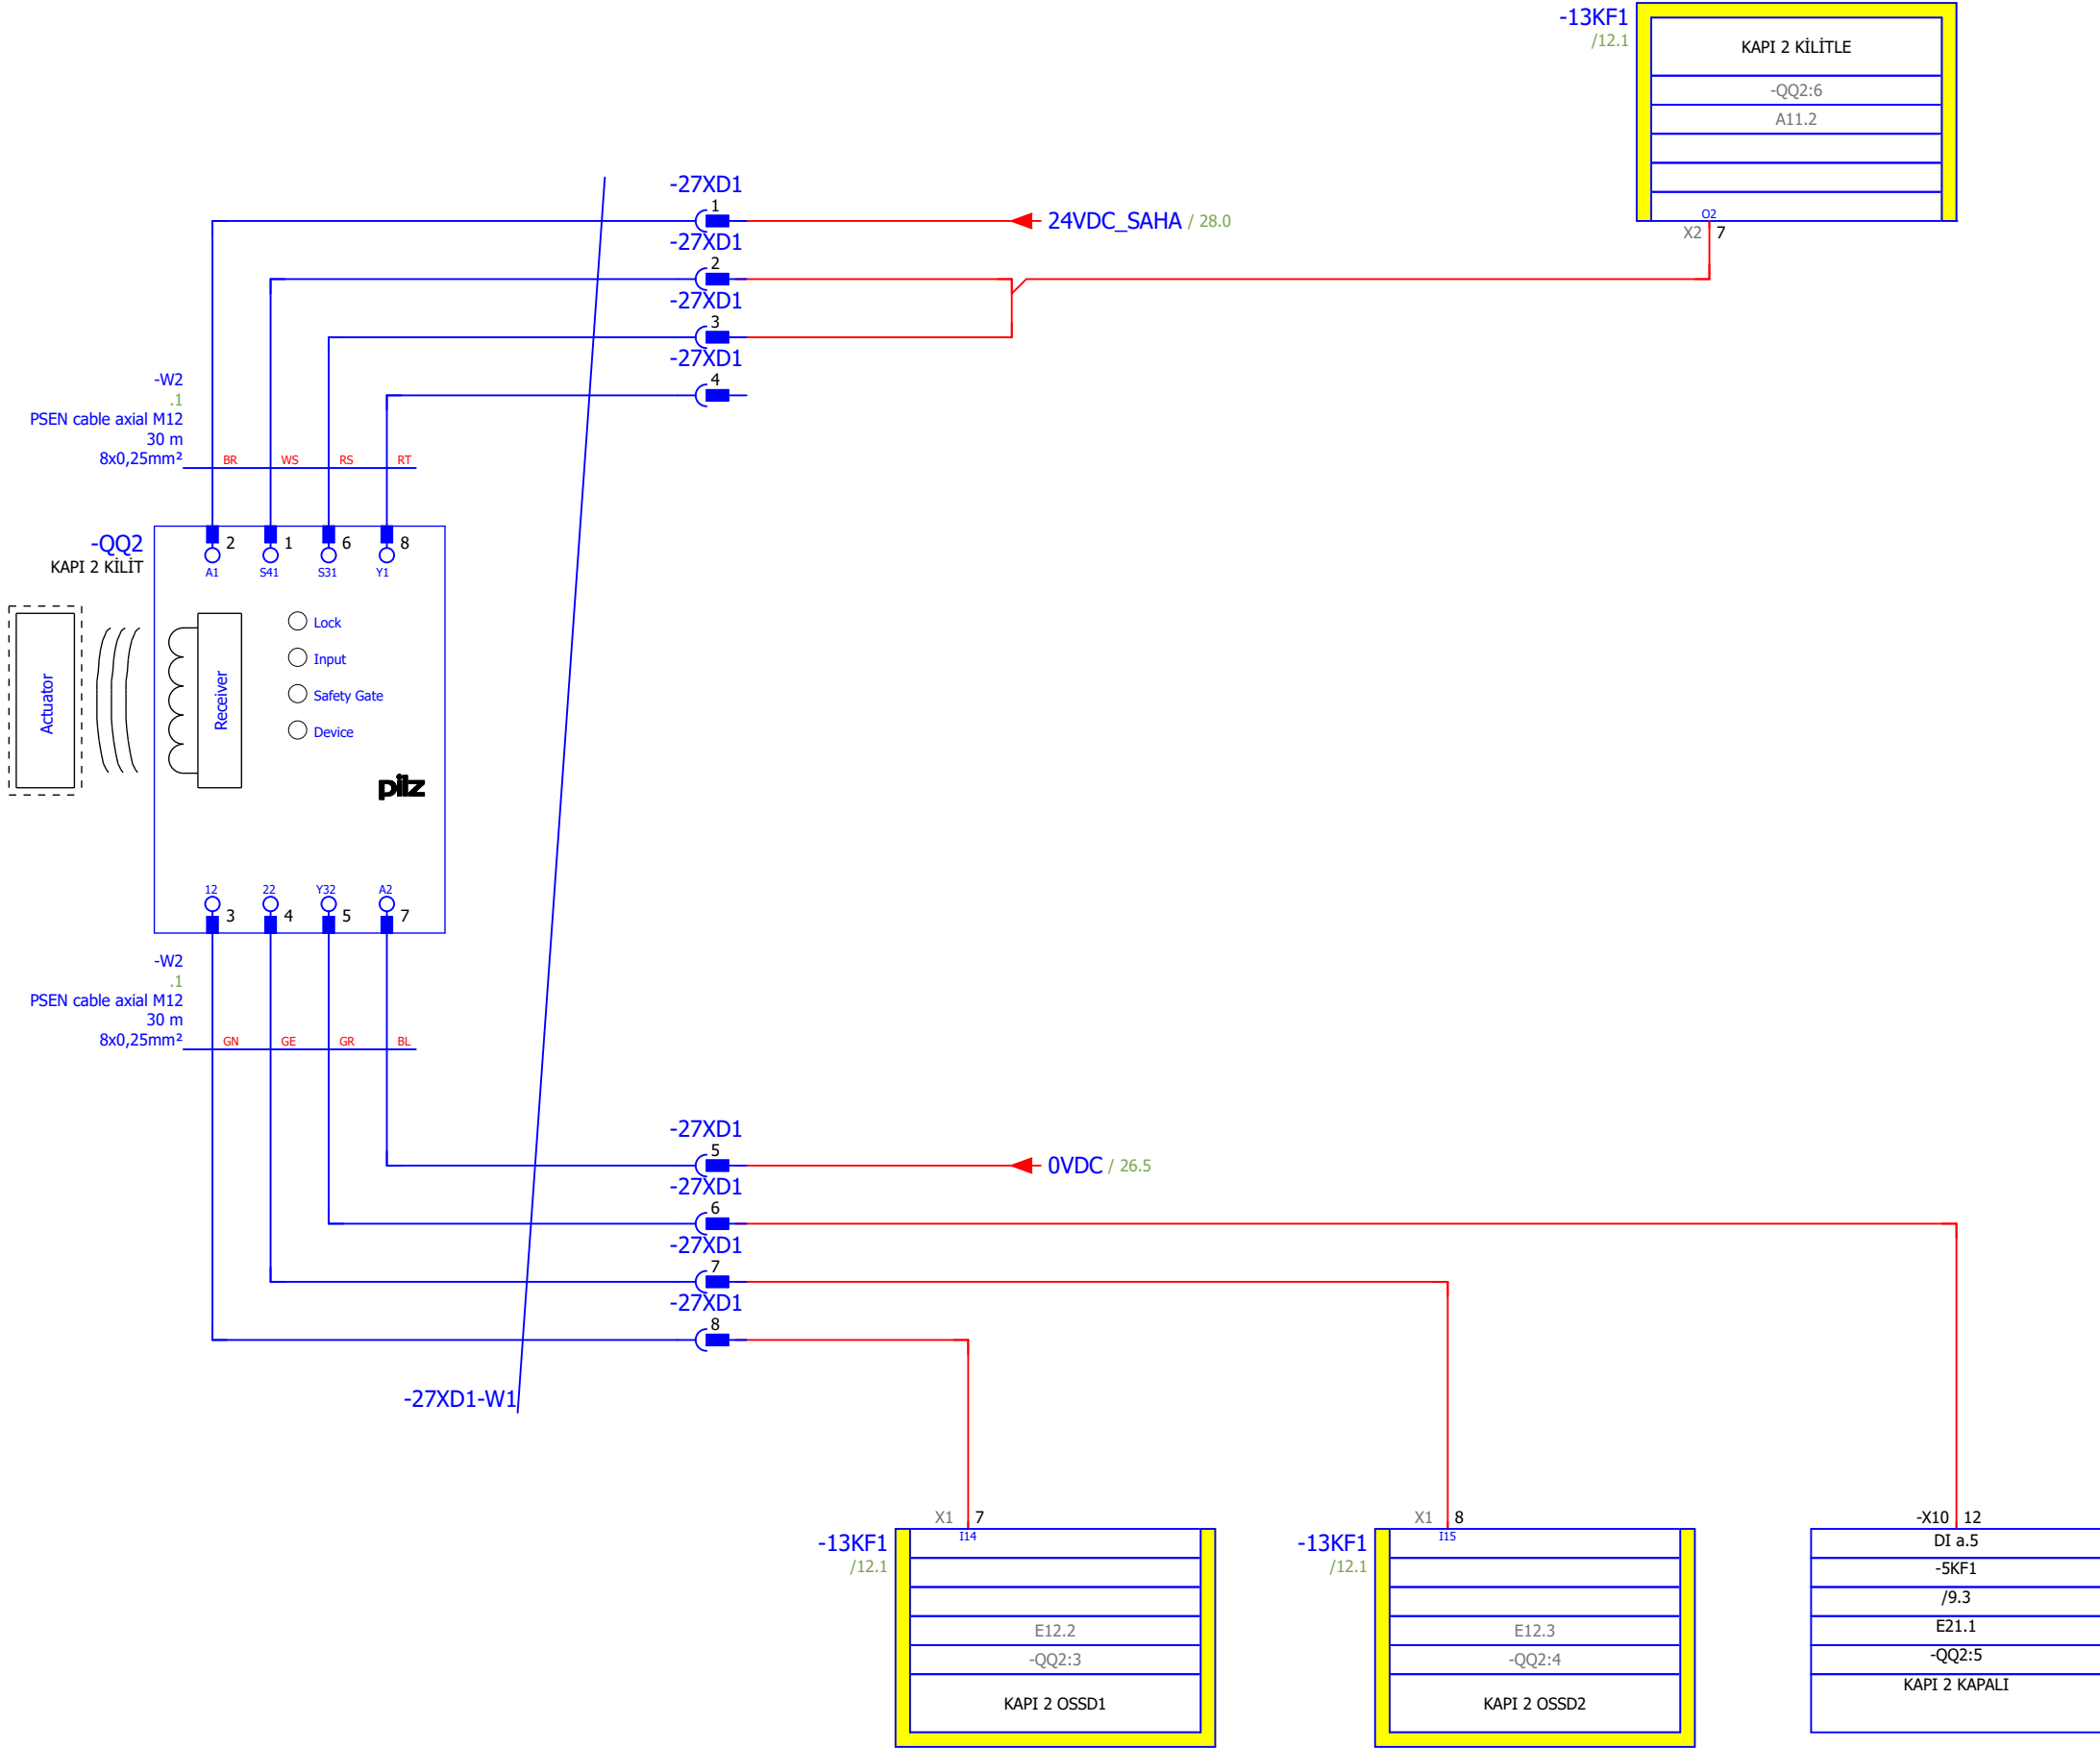 -13KF1
/12.1
KAPI 2 KİLİTLE
-QQ2:6
A11.2
O2
X2 7
-27XD1
1
24VDC_SAHA / 28.0
-27XD1
2
-27XD1
3
-27XD1
4
-W2
.1
PSEN cable axial M12
30 m
8x0,25mm²
BR WS RS RT
-QQ2
KAPI 2 KİLİT
2 1 6 8
A1 S41 S31 Y1
Actuator
Receiver
Lock
Input
Safety Gate
Device
pilz
12 22 Y32 A2
3 4 5 7
-W2
.1
PSEN cable axial M12
30 m
8x0,25mm²
GN GE GR BL
-27XD1
5
0VDC / 26.5
-27XD1
6
-27XD1
7
-27XD1
8
-27XD1-W1
X1 7
-13KF1
/12.1
I14
E12.2
-QQ2:3
KAPI 2 OSSD1
X1 8
-13KF1
/12.1
I15
E12.3
-QQ2:4
KAPI 2 OSSD2
-X10 12
DI a.5
-5KF1
/9.3
E21.1
-QQ2:5
KAPI 2 KAPALI